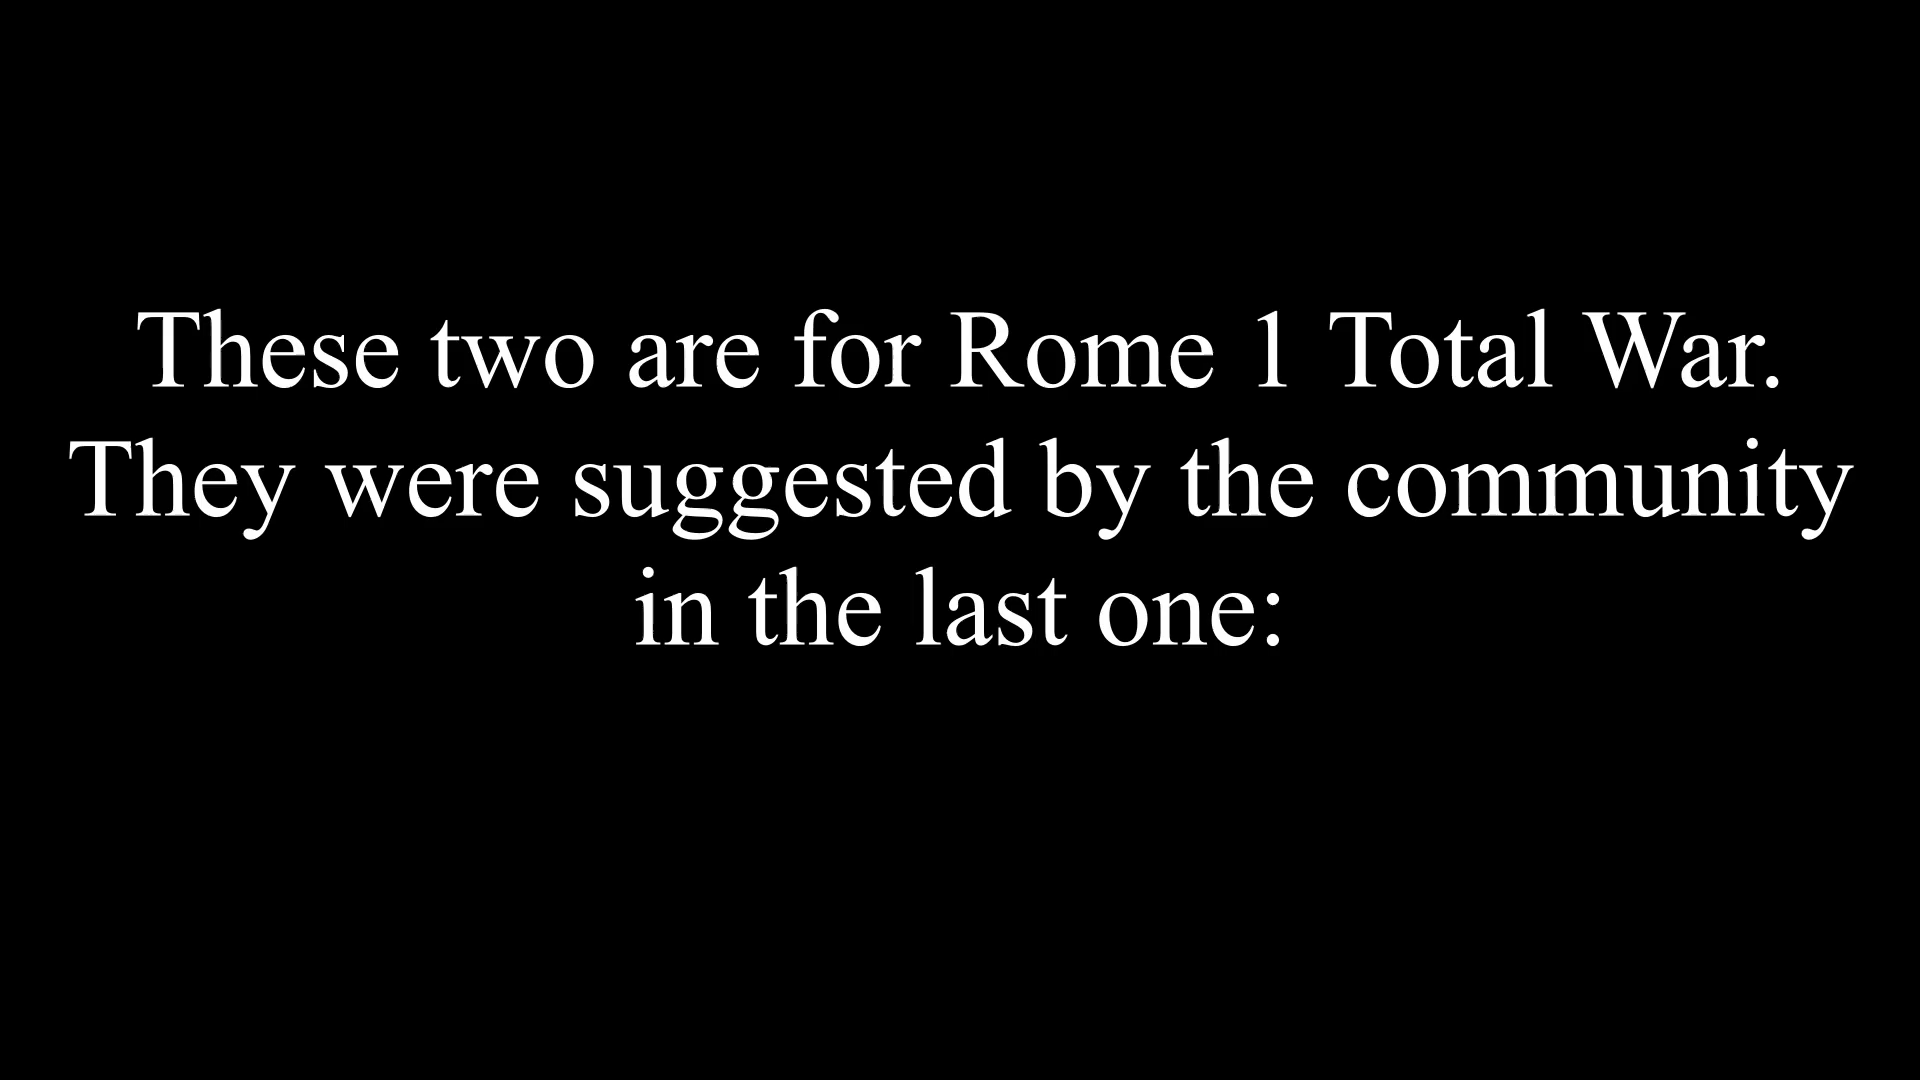 These two are for Rome 1 Total War.
They were suggested by the community
in the last one: